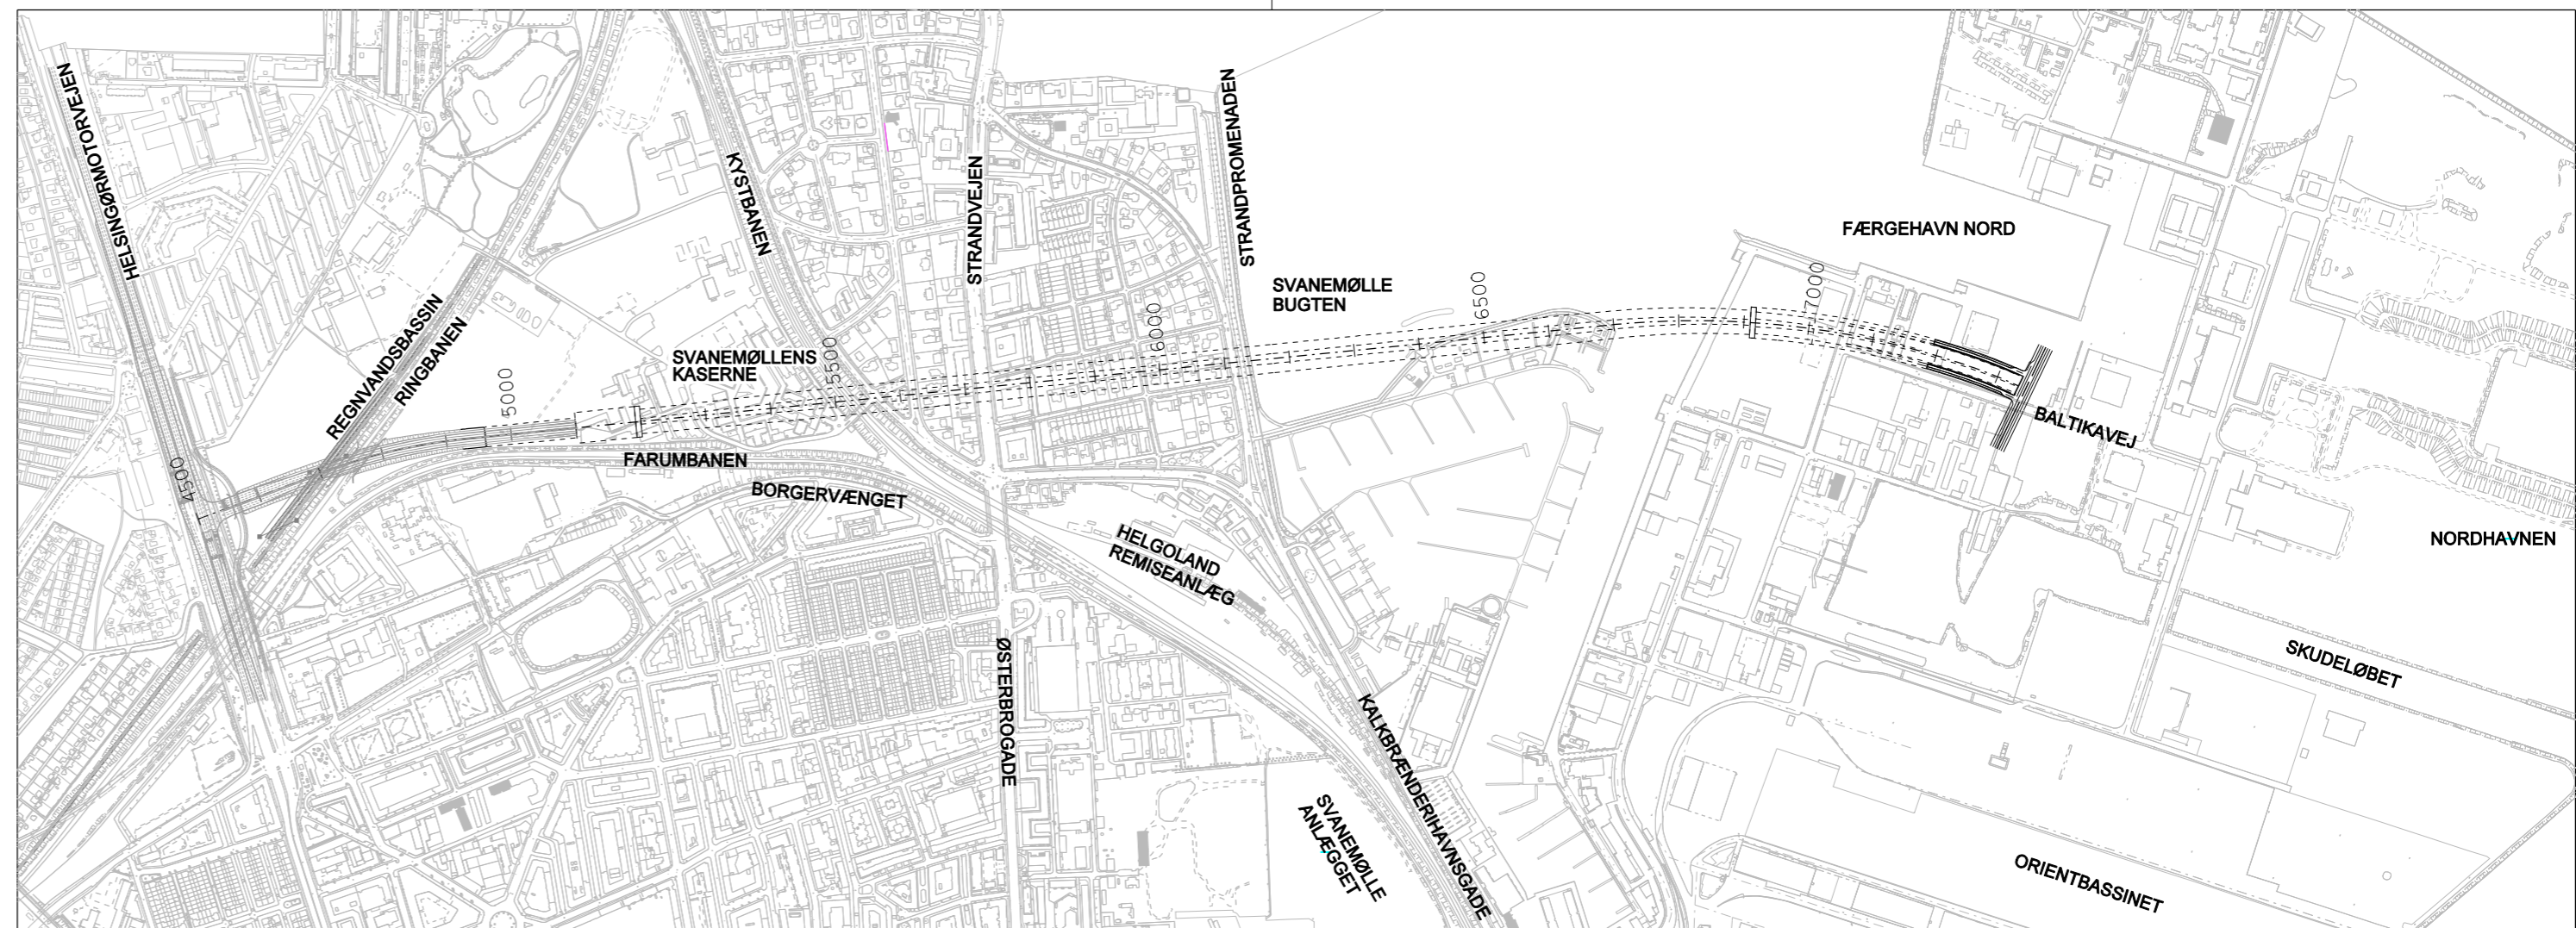 HELSINGØRMOTORVEJEN
REGNVANDSBASSIN
RINGBANEN
KYSTBANEN
STRANDVEJEN
STRANDPROMENADEN
SVANEMØLLE
BUGTEN
FÆRGEHAVN NORD
SVANEMØLLENS
KASERNE
4500
5000
5500
6000
6500
7000
BALTIKAVEJ
FARUMBANEN
BORGERVÆNGET
HELGOLAND
REMISEANLÆG
NORDHAVNEN
ØSTERBROGADE
KALKBRÆNDERIHAVNSGADE
SKUDELØBET
SVANEMØLLE
ANLÆGGET
ORIENTBASSINET